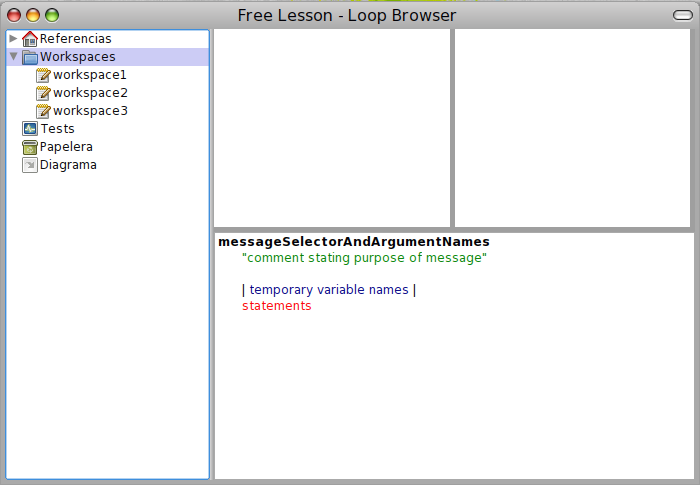 Free Lesson - Loop Browser
Referencias
Workspaces
workspace1
workspace2
workspace3
Tests
Papelera
Diagrama
messageSelectorAndArgumentNames
"comment stating purpose of message"
| temporary variable names |
statements